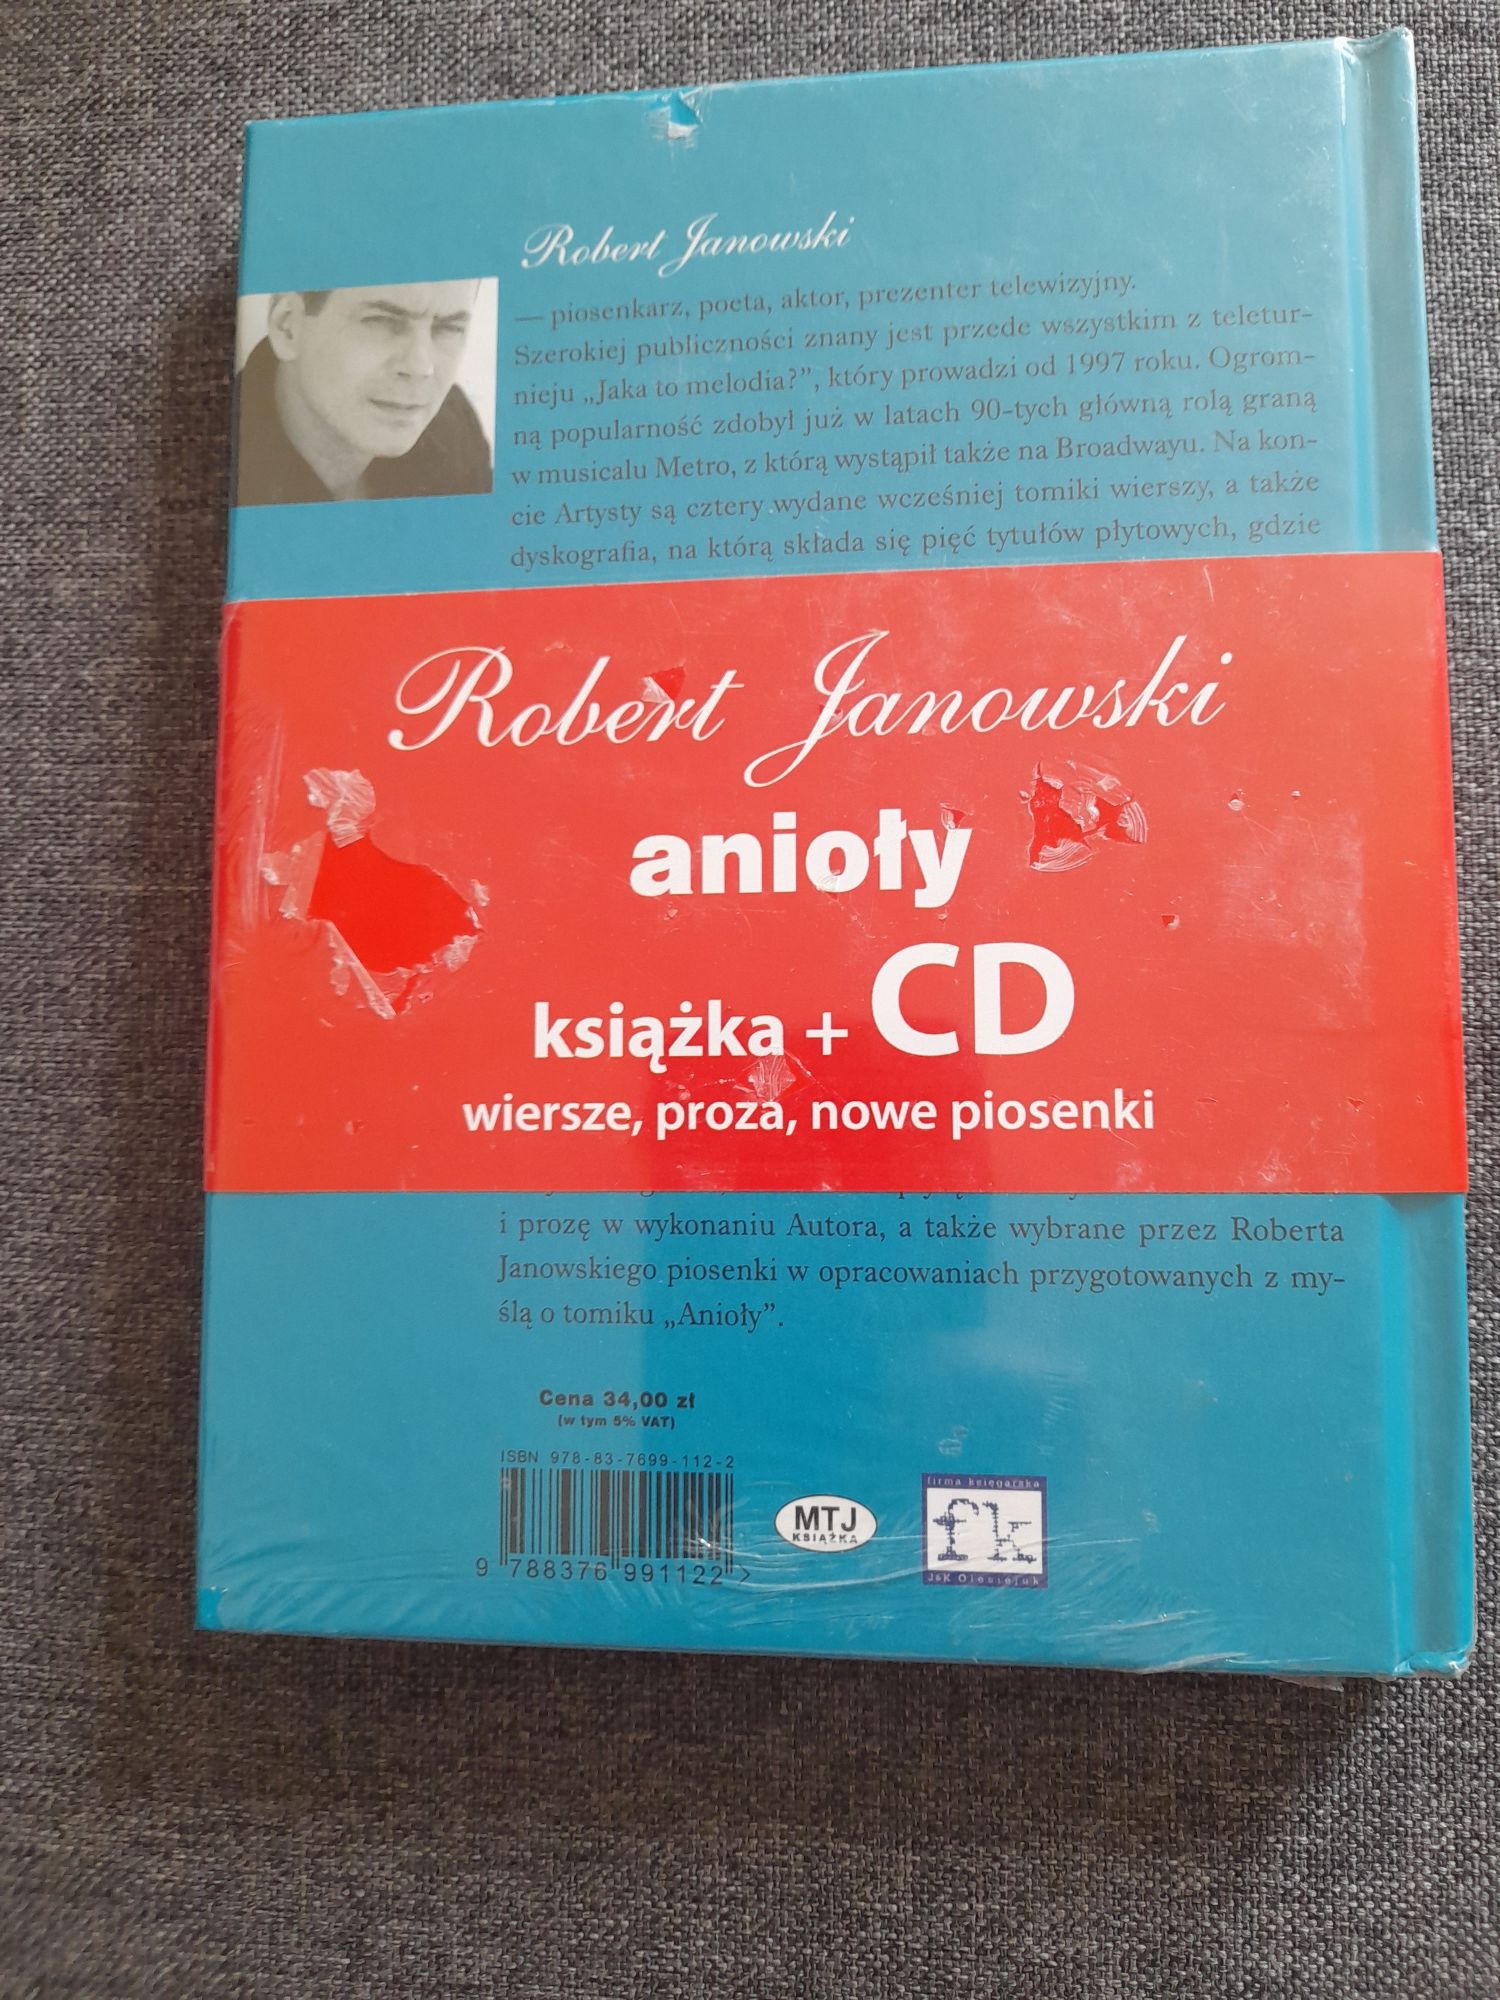 Robert Janowski
— piosenkarz, poeta, aktor, prezenter telewizyjny.
Szerokiej publiczności znany jest przede wszystkim z teletur-
nieju „Jaka to melodia?”, który prowadzi od 1997 roku. Ogrom-
ną popularność zdobył już w latach 90-tych główną rolą graną
w musicalu Metro, z którą wystąpił także na Broadwayu. Na kon-
cie Artysty są cztery wydane wcześniej tomiki wierszy, a także
dyskografia, na którą składa się pięć tytułów płytowych, gdzie
Robert Janowski
anioły
książka + CD
wiersze, proza, nowe piosenki
i prozę w wykonaniu Autora, a także wybrane przez Roberta
Janowskiego piosenki w opracowaniach przygotowanych z my-
ślą o tomiku „Anioły”.
Cena 34,00 zł
(w tym 5% VAT)
ISBN 978-83-7699-112-2
9 788376 991122 >
MTJ
KSIĄŻKA
firma księgarska
fk
J&K Olesiejuk